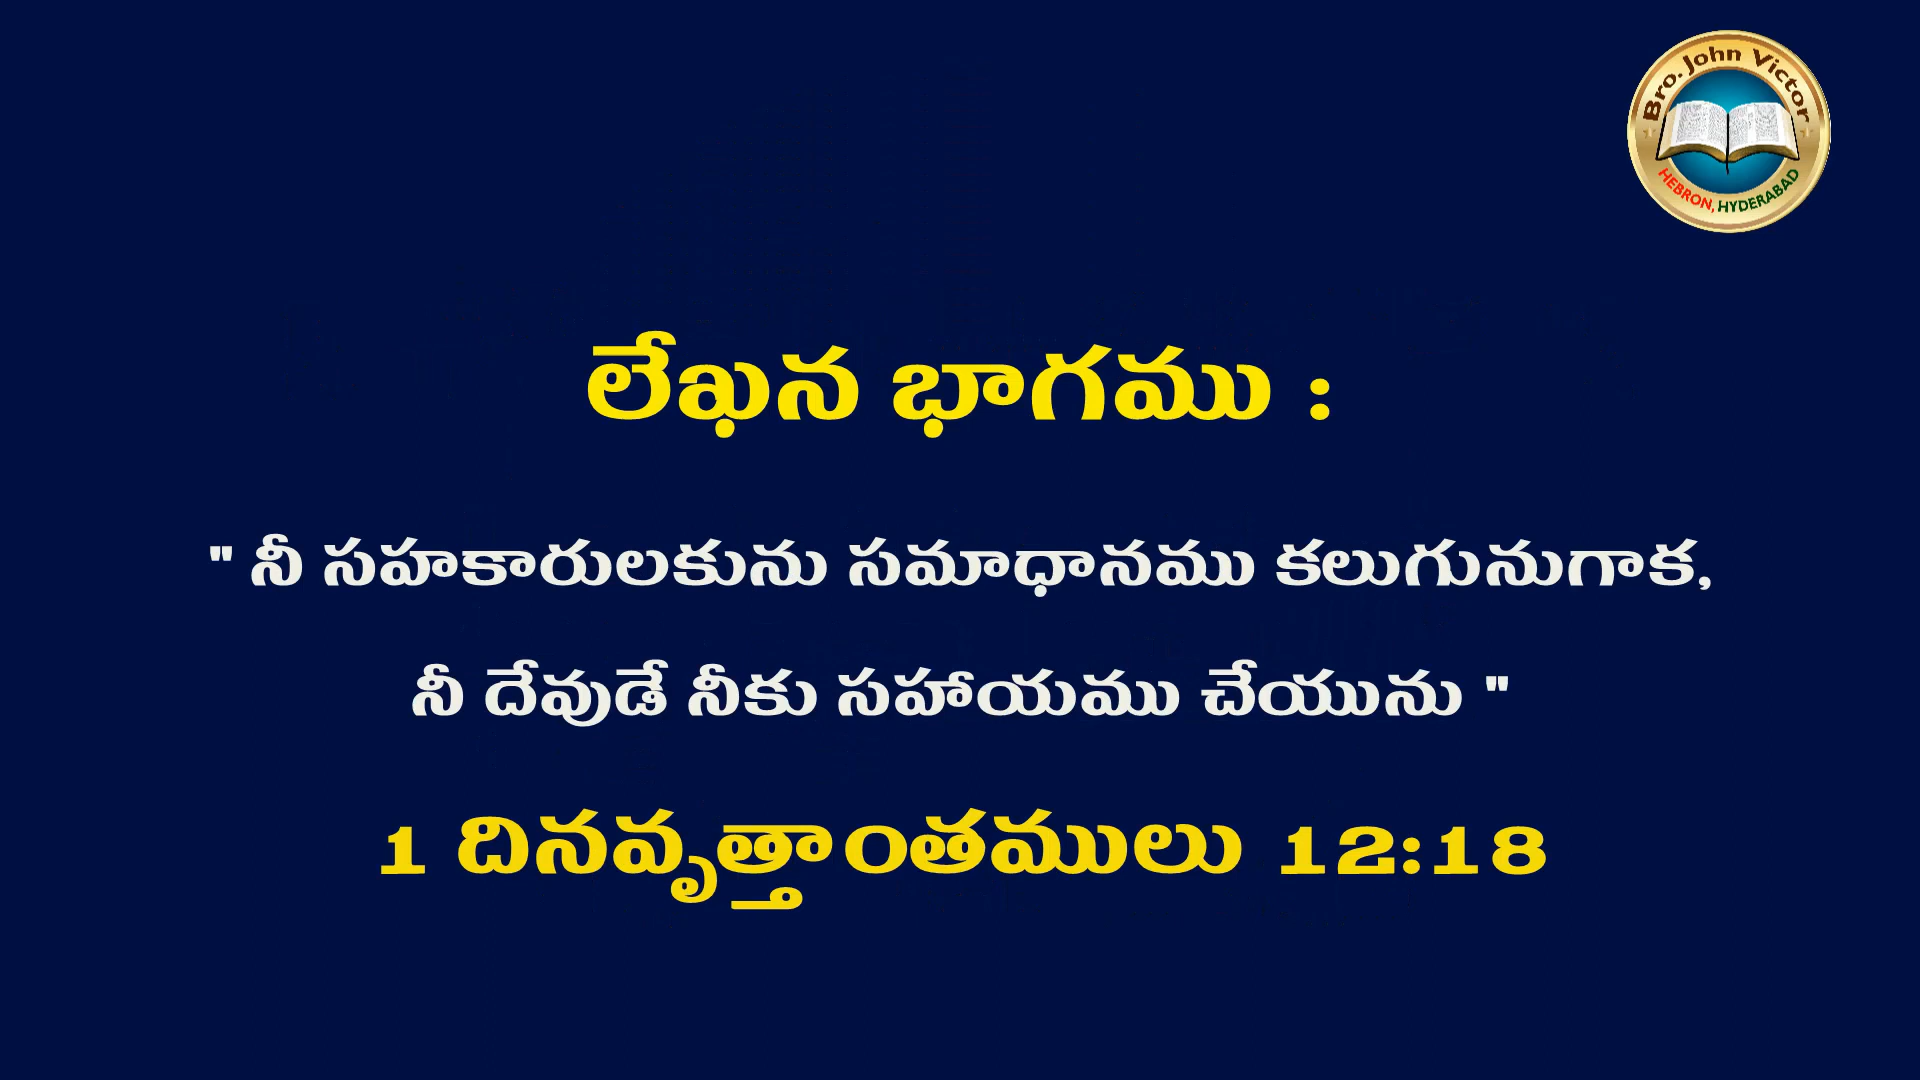 Bro. John Victor
HEBRON, HYDERABAD
లేఖన భాగము :
" నీ సహకారులకును సమాధానము కలుగునుగాక,
నీ దేవుడే నీకు సహాయము చేయును "
1 దినవృత్తాంతములు 12:18